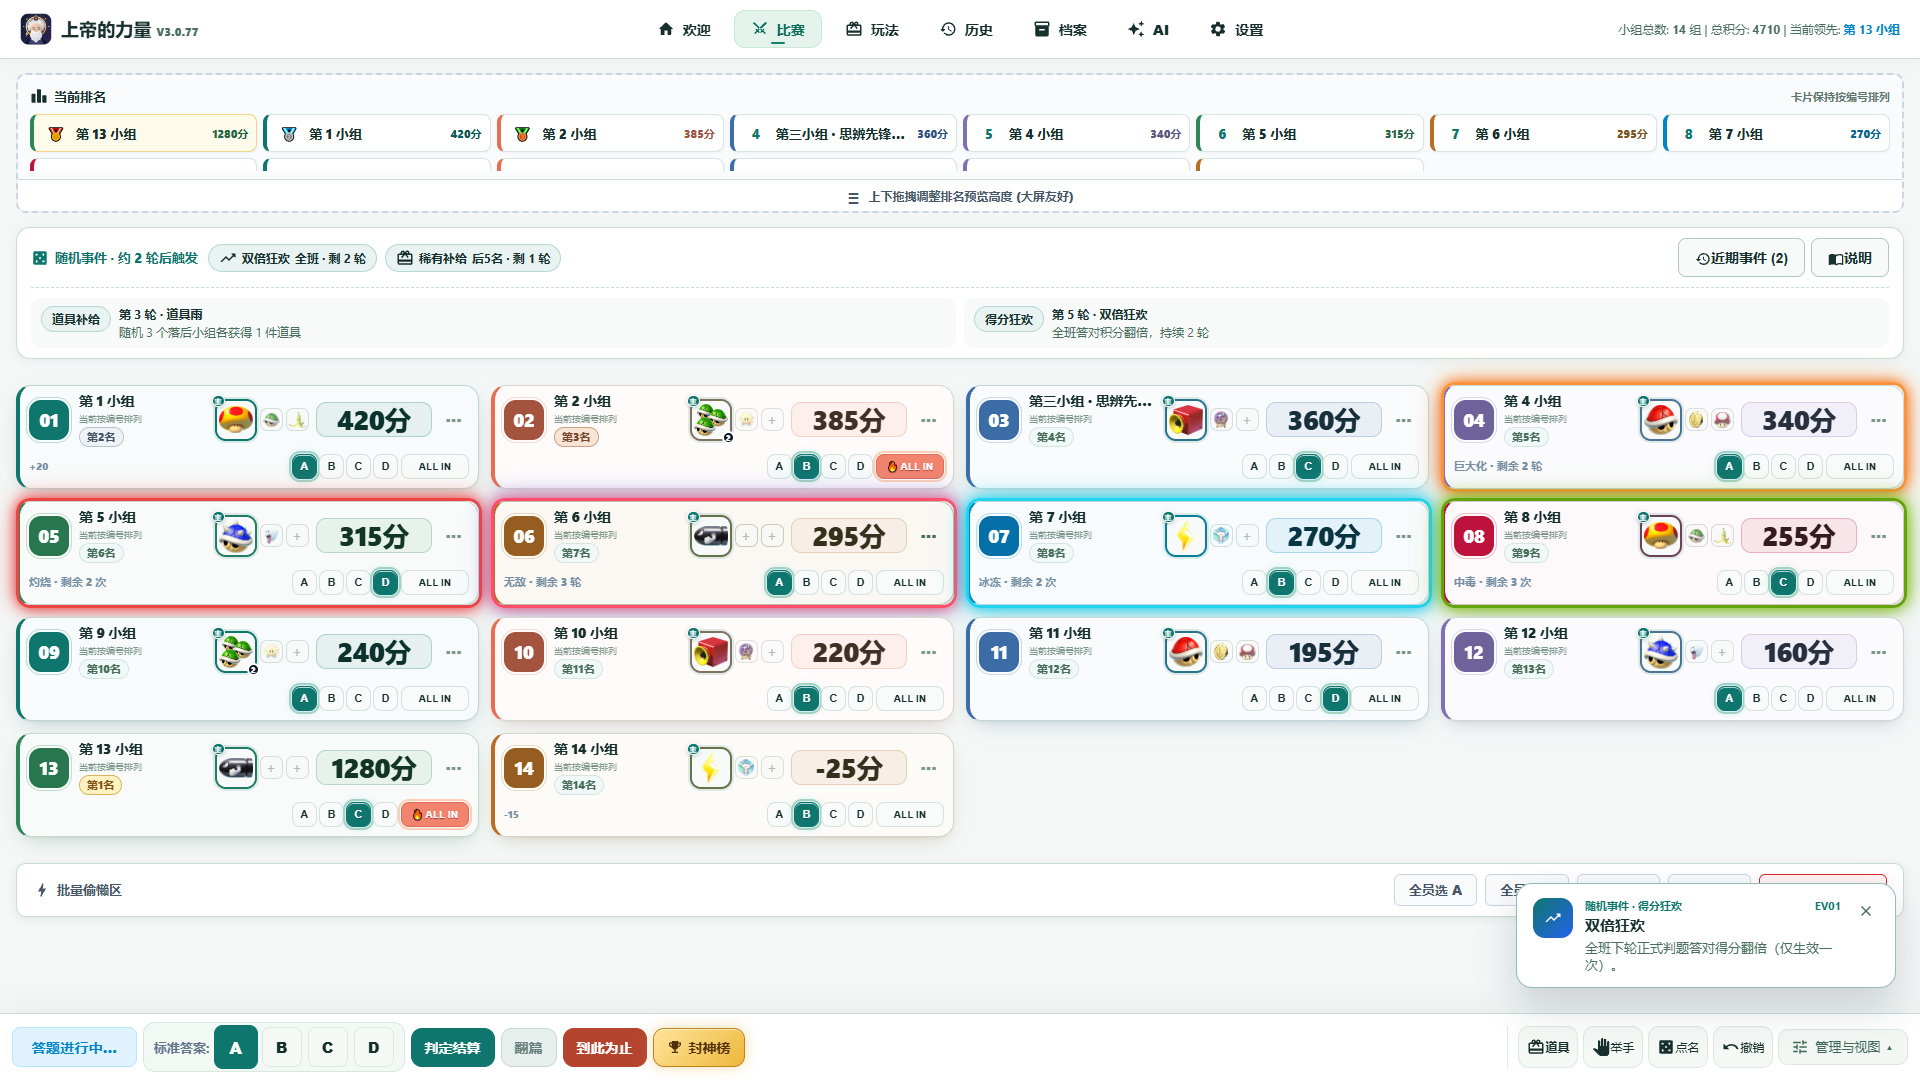 上帝的力量 V3.0.77
欢迎
比赛
玩法
历史
档案
AI
设置
小组总数: 14 组 | 总积分: 4710 | 当前领先: 第 13 小组
当前排名
卡片保持按编号排列
第 13 小组 1280分
第 1 小组 420分
第 2 小组 385分
4 第三小组 · 思辨先锋... 360分
5 第 4 小组 340分
6 第 5 小组 315分
7 第 6 小组 295分
8 第 7 小组 270分
上下拖拽调整排名预览高度 (大屏友好)
随机事件 · 约 2 轮后触发
双倍狂欢 全班 · 剩 2 轮
稀有补给 后5名 · 剩 1 轮
近期事件 (2)
说明
道具补给
第 3 轮 · 道具雨
随机 3 个落后小组各获得 1 件道具
得分狂欢
第 5 轮 · 双倍狂欢
全班答对积分翻倍，持续 2 轮
01
第 1 小组
当前按编号排列
第2名
420分
+20
A B C D ALL IN
02
第 2 小组
当前按编号排列
第3名
2
385分
A B C D ALL IN
03
第三小组 · 思辨先...
当前按编号排列
第4名
360分
A B C D ALL IN
04
第 4 小组
当前按编号排列
第5名
340分
巨大化 · 剩余 2 轮
A B C D ALL IN
05
第 5 小组
当前按编号排列
第6名
315分
灼烧 · 剩余 2 次
A B C D ALL IN
06
第 6 小组
当前按编号排列
第7名
295分
无敌 · 剩余 3 轮
A B C D ALL IN
07
第 7 小组
当前按编号排列
第8名
270分
冰冻 · 剩余 2 次
A B C D ALL IN
08
第 8 小组
当前按编号排列
第9名
255分
中毒 · 剩余 3 次
A B C D ALL IN
09
第 9 小组
当前按编号排列
第10名
2
240分
A B C D ALL IN
10
第 10 小组
当前按编号排列
第11名
220分
A B C D ALL IN
11
第 11 小组
当前按编号排列
第12名
195分
A B C D ALL IN
12
第 12 小组
当前按编号排列
第13名
160分
A B C D ALL IN
13
第 13 小组
当前按编号排列
第1名
1280分
A B C D ALL IN
14
第 14 小组
当前按编号排列
第14名
-25分
-15
A B C D ALL IN
批量偷懒区
全员选 A
随机事件 · 得分狂欢
EV01
双倍狂欢
全班下轮正式判题答对得分翻倍（仅生效一
次）。
答题进行中...
标准答案:
A B C D
判定结算
翻篇
到此为止
封神榜
道具
举手
点名
撤销
管理与视图